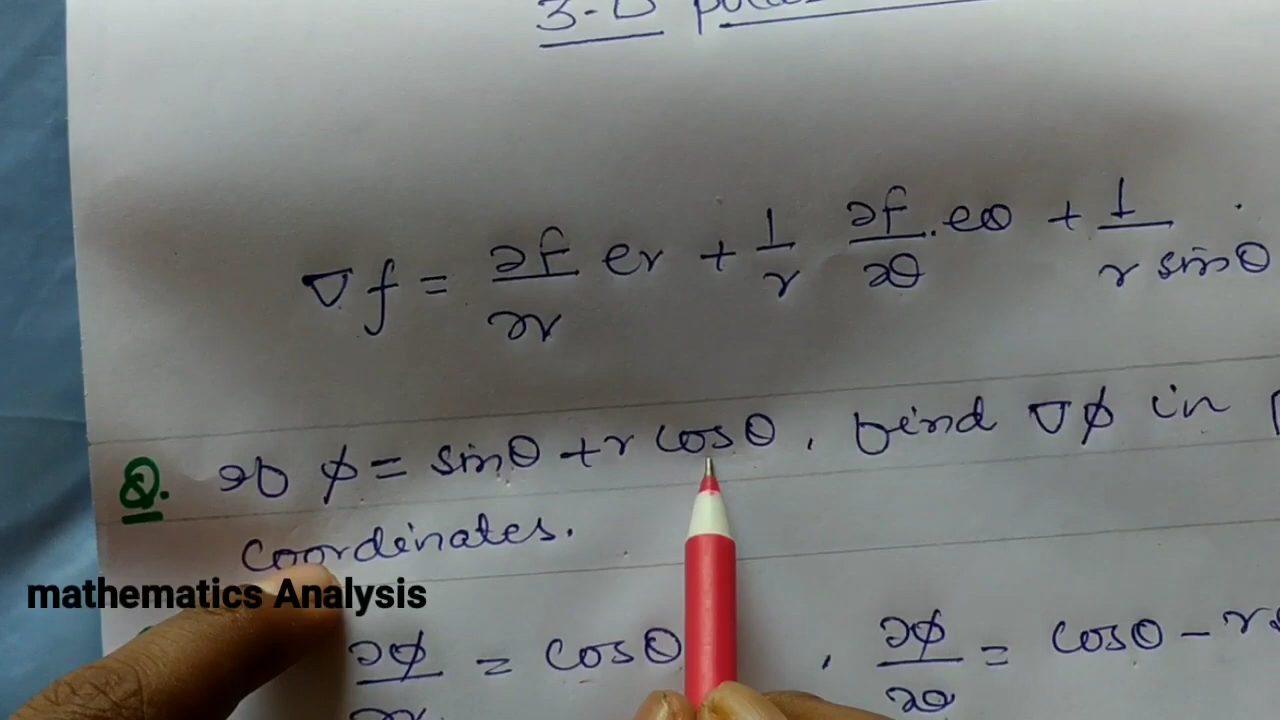 3-D
∇f = ∂f/∂r er + 1/r ∂f/∂θ . eθ + 1/r sinθ .
Q. If φ = sinθ + r cosθ , find ∇φ in
coordinates.
mathematics Analysis
∂φ/∂r = cosθ , ∂φ/∂θ = cosθ - r